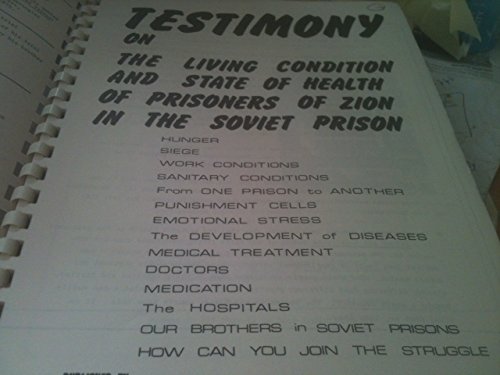 TESTIMONY
ON
THE LIVING CONDITION
AND STATE OF HEALTH
OF PRISONERS OF ZION
IN THE SOVIET PRISON
HUNGER
SIEGE
WORK CONDITIONS
SANITARY CONDITIONS
From ONE PRISON to ANOTHER
PUNISHMENT CELLS
EMOTIONAL STRESS
The DEVELOPMENT OF DISEASES
MEDICAL TREATMENT
DOCTORS
MEDICATION
The HOSPITALS
OUR BROTHERS in SOVIET PRISONS
HOW CAN YOU JOIN THE STRUGGLE